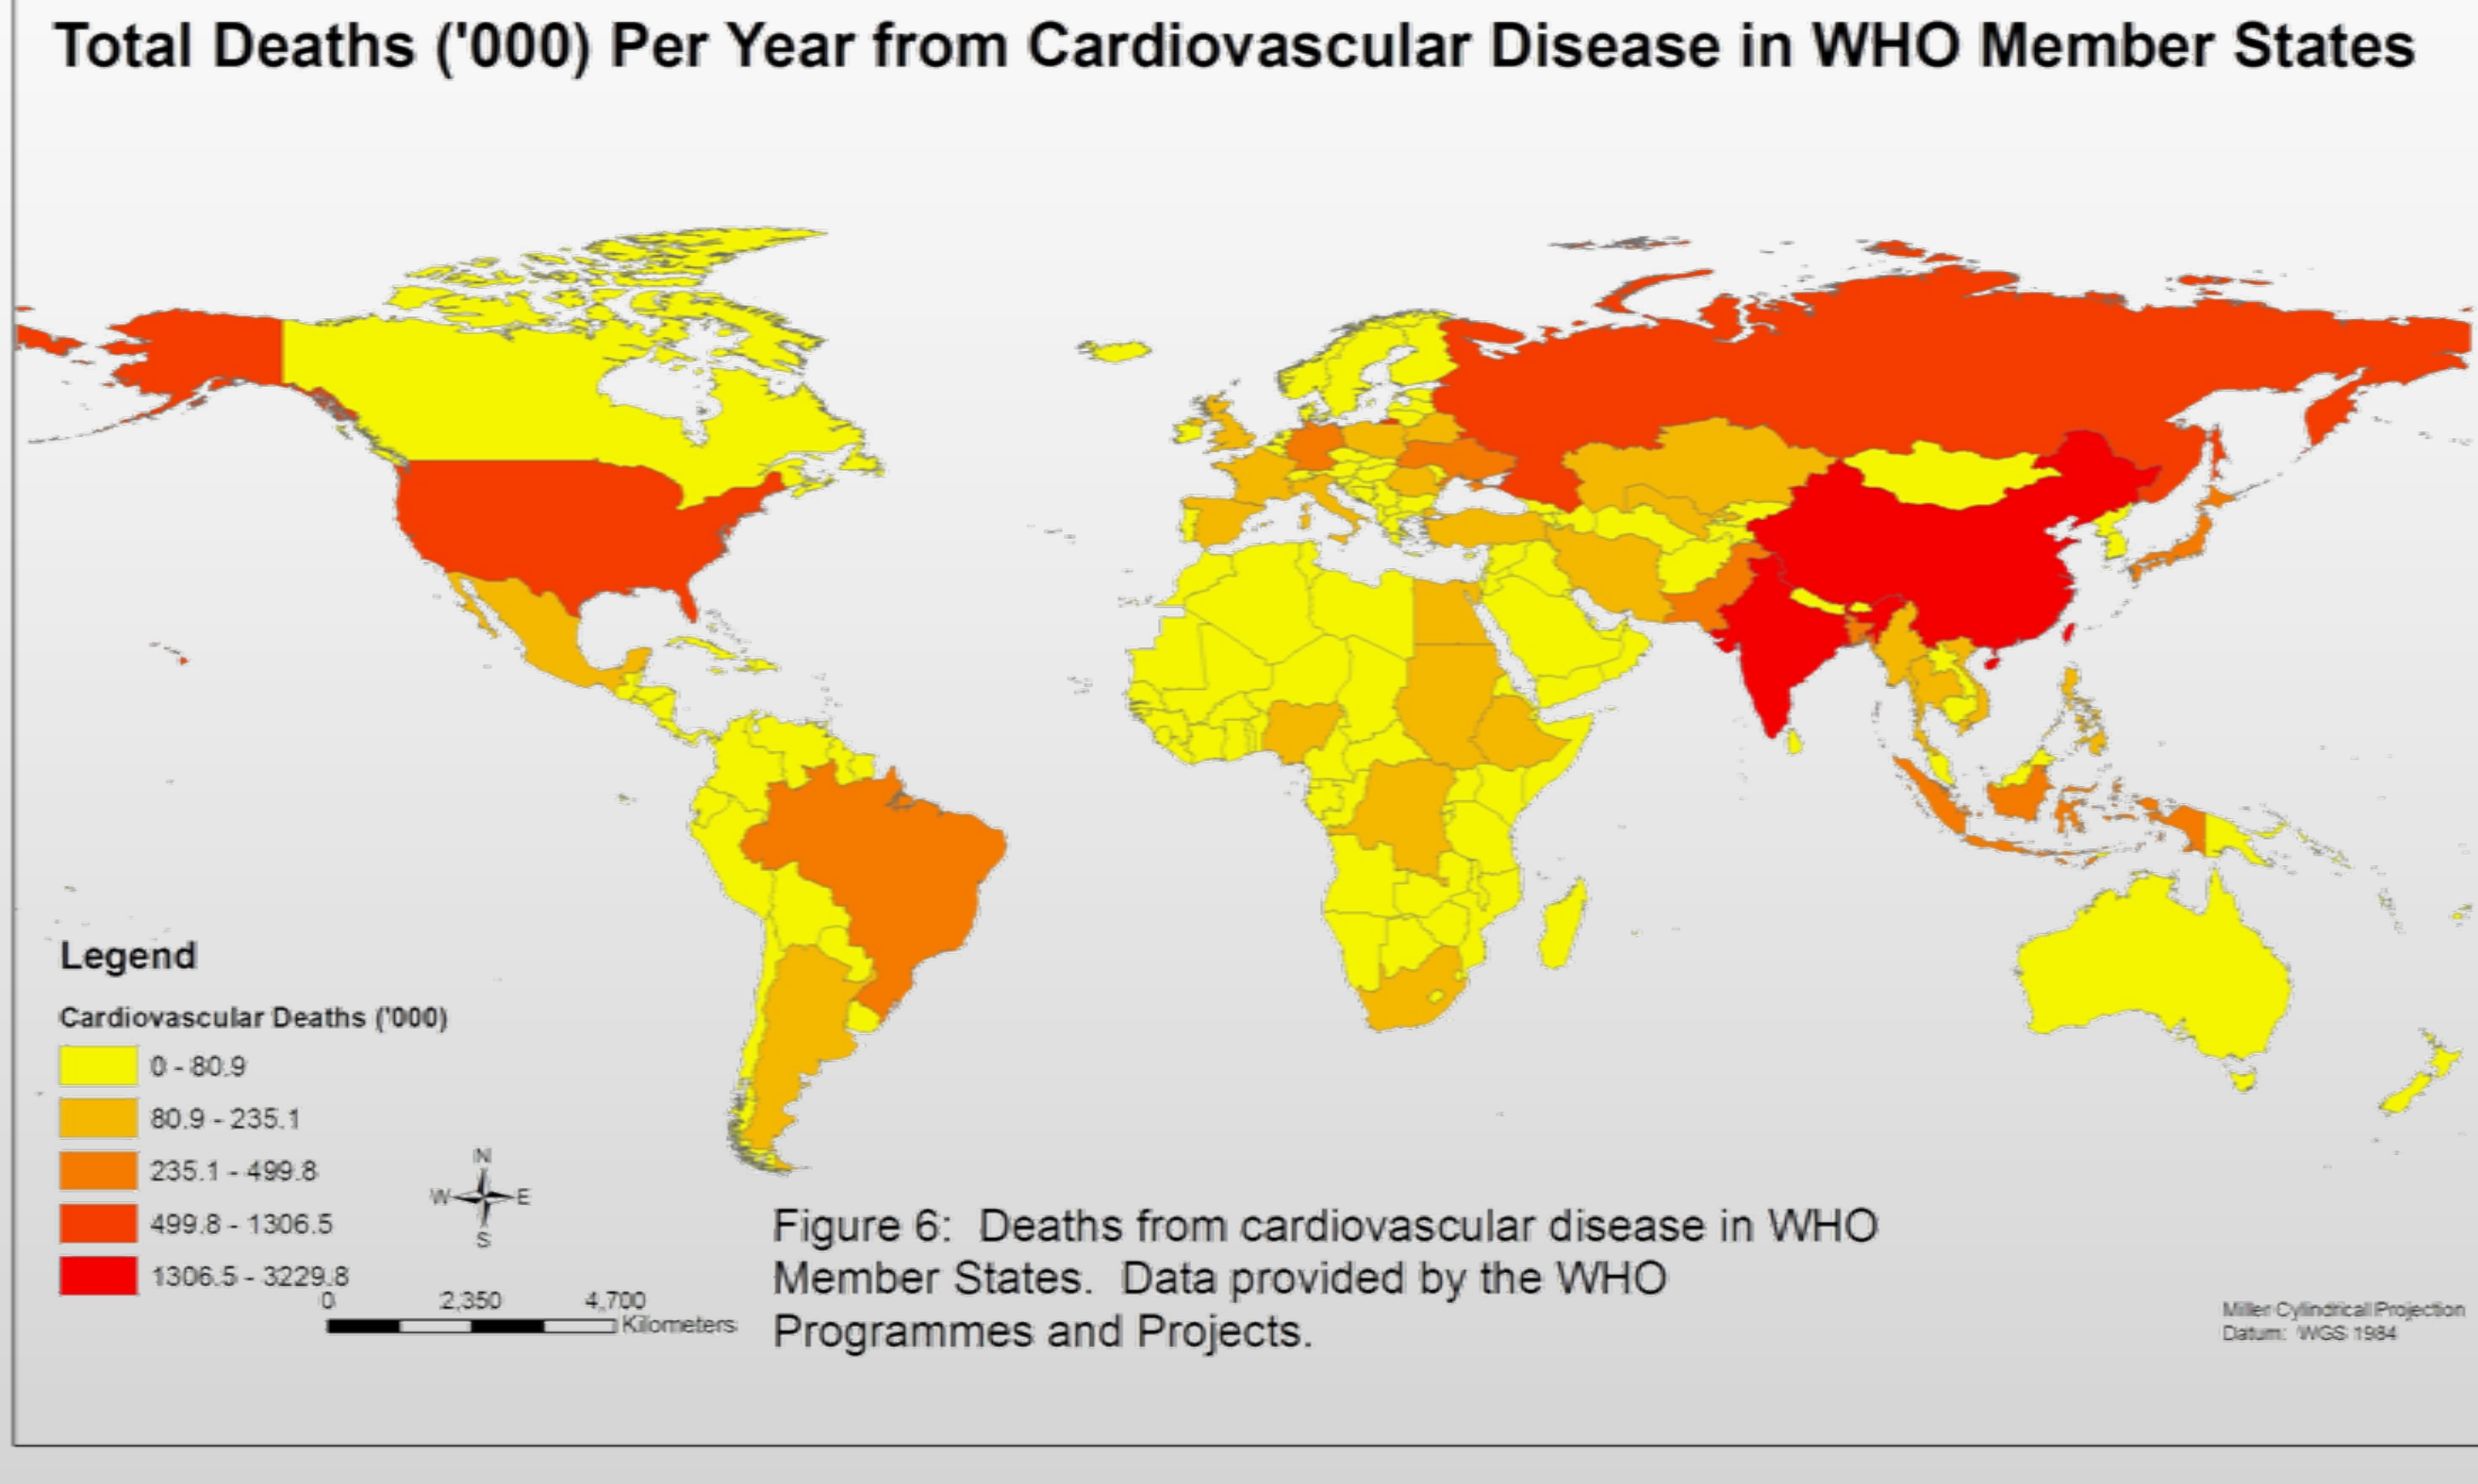 Total Deaths ('000) Per Year from Cardiovascular Disease in WHO Member States
Legend
Cardiovascular Deaths ('000)
0 - 80.9
80.9 - 235.1
235.1 - 499.8
499.8 - 1306.5
1306.5 - 3229.8
N
W E
S
0 2,350 4,700
Kilometers
Figure 6: Deaths from cardiovascular disease in WHO
Member States. Data provided by the WHO
Programmes and Projects.
Miller Cylindrical Projection
Datum: WGS 1984